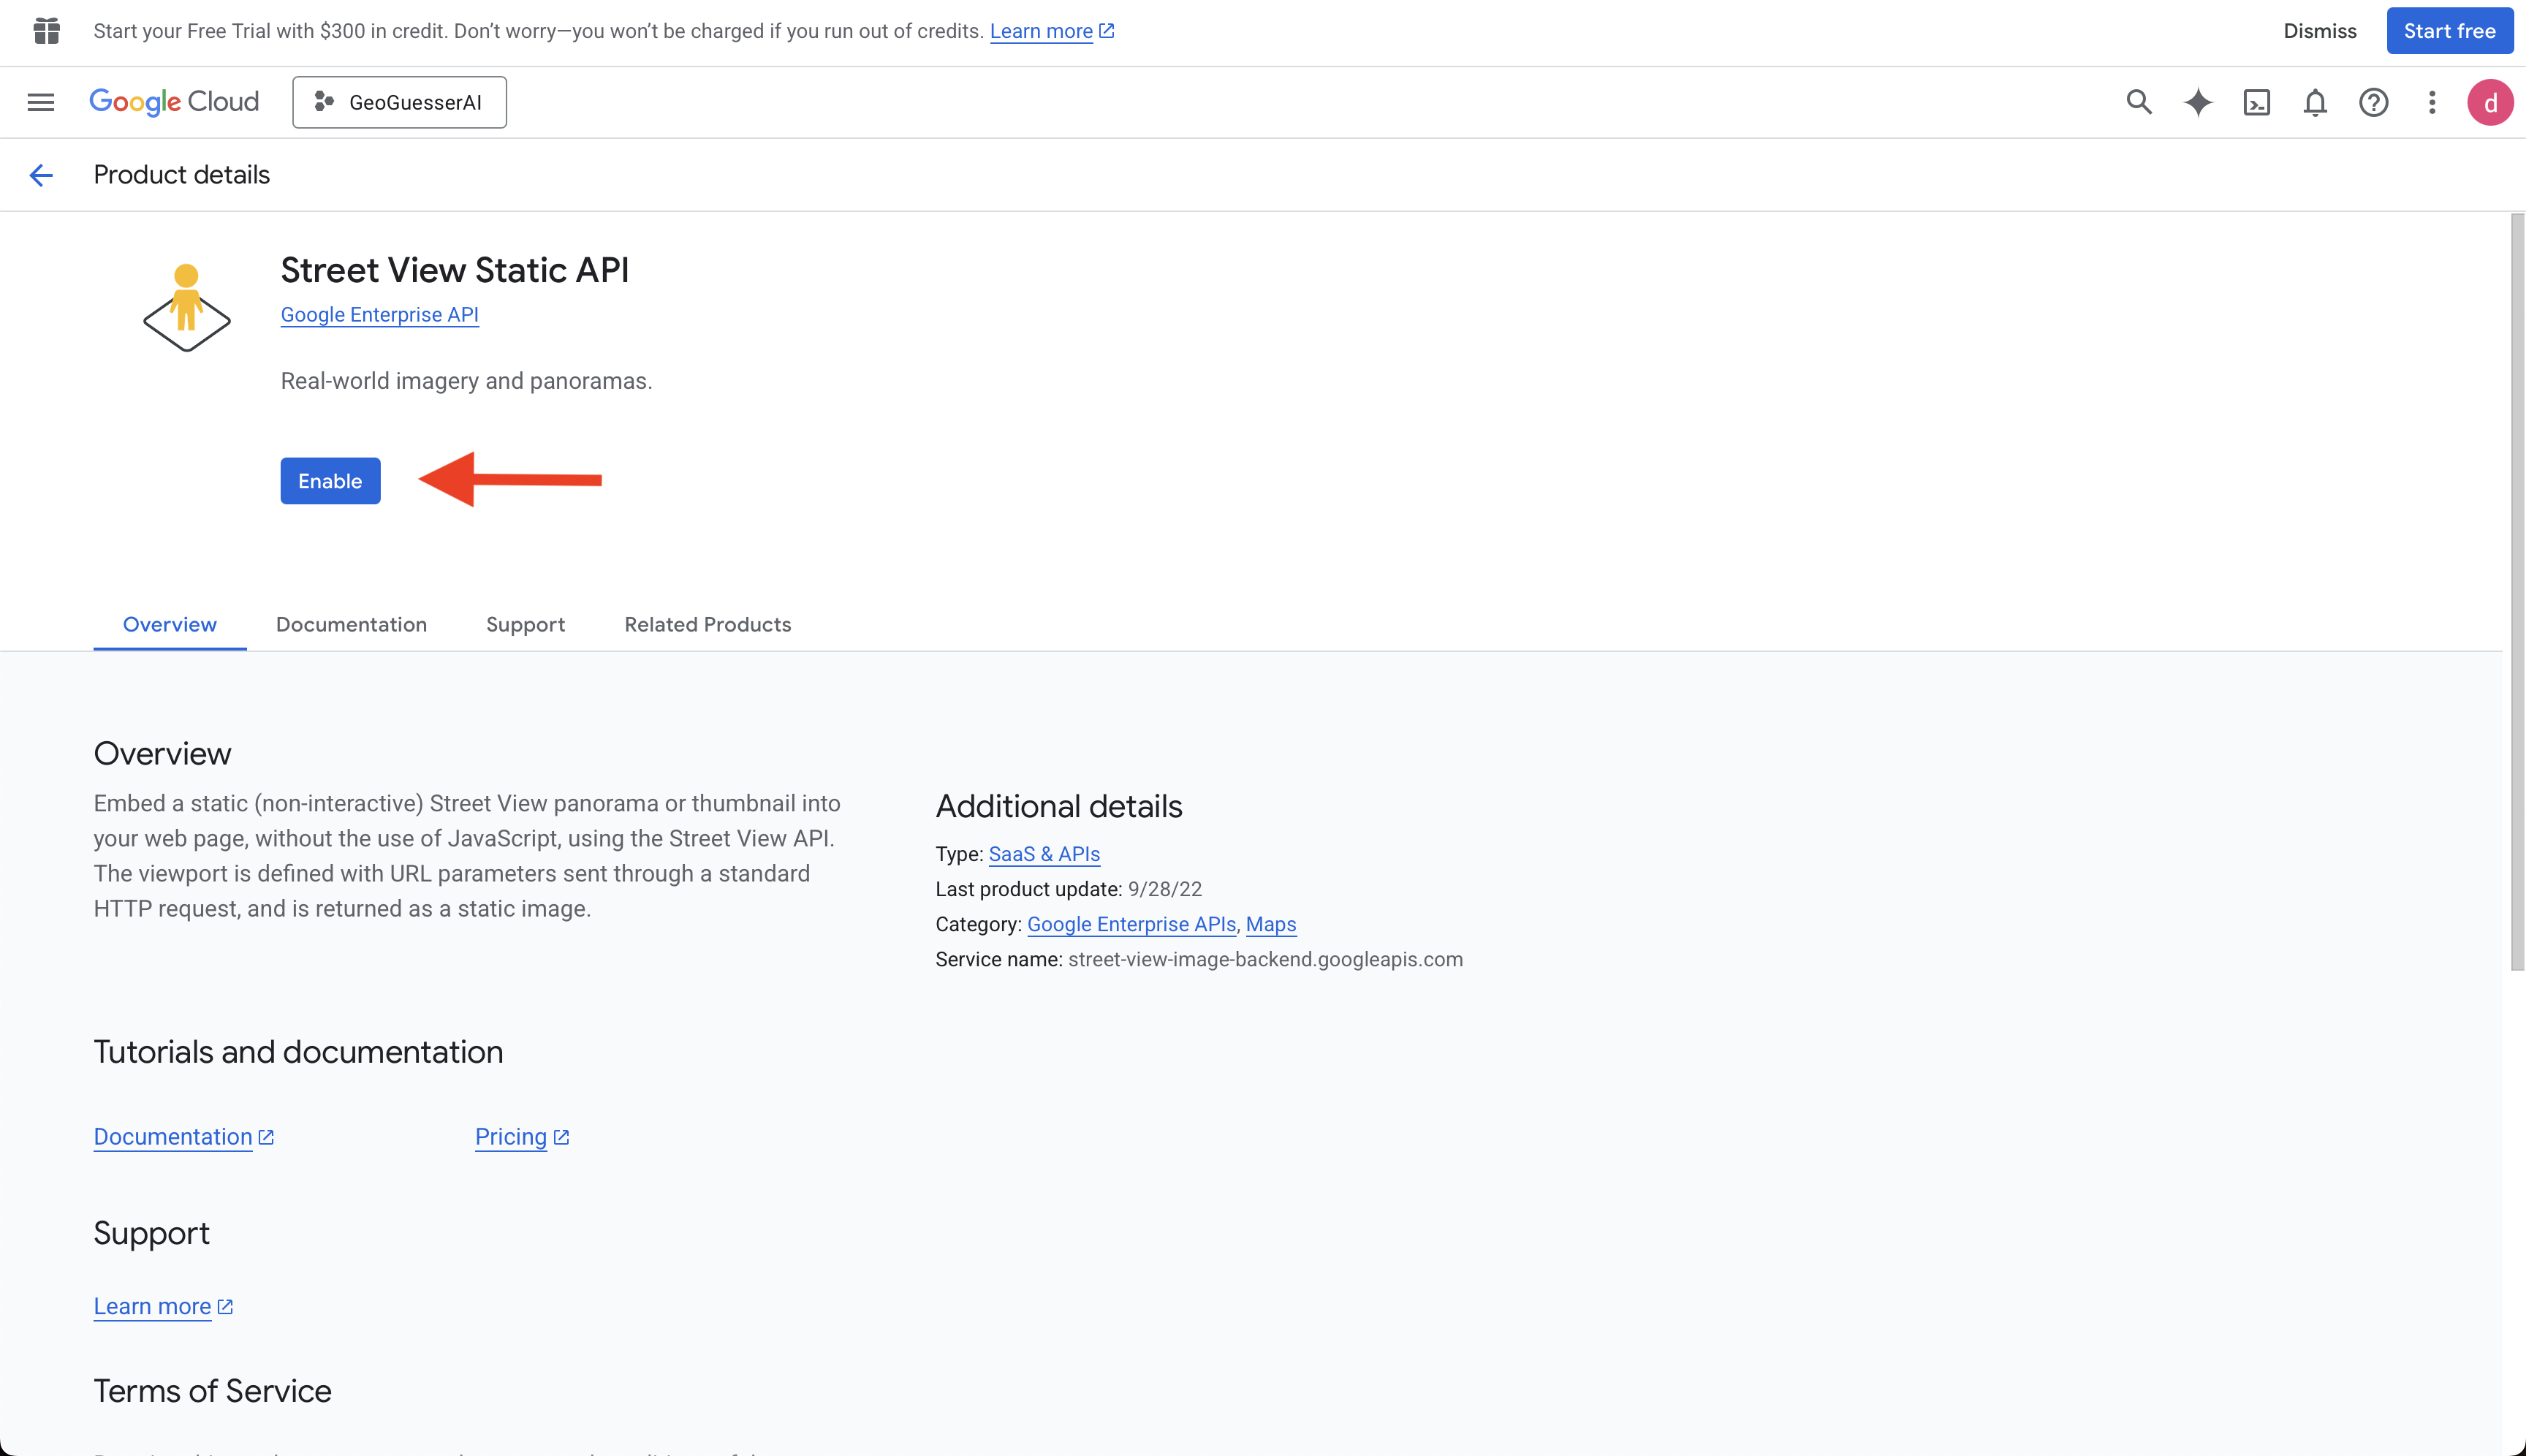 Start your Free Trial with $300 in credit. Don’t worry—you won’t be charged if you run out of credits. Learn more
Dismiss
Start free
Google Cloud
GeoGuesserAI
d
Product details
Street View Static API
Google Enterprise API
Real-world imagery and panoramas.
Enable
Overview
Documentation
Support
Related Products
Overview
Embed a static (non-interactive) Street View panorama or thumbnail into
your web page, without the use of JavaScript, using the Street View API.
The viewport is defined with URL parameters sent through a standard
HTTP request, and is returned as a static image.
Additional details
Type: SaaS & APIs
Last product update: 9/28/22
Category: Google Enterprise APIs, Maps
Service name: street-view-image-backend.googleapis.com
Tutorials and documentation
Documentation
Pricing
Support
Learn more
Terms of Service